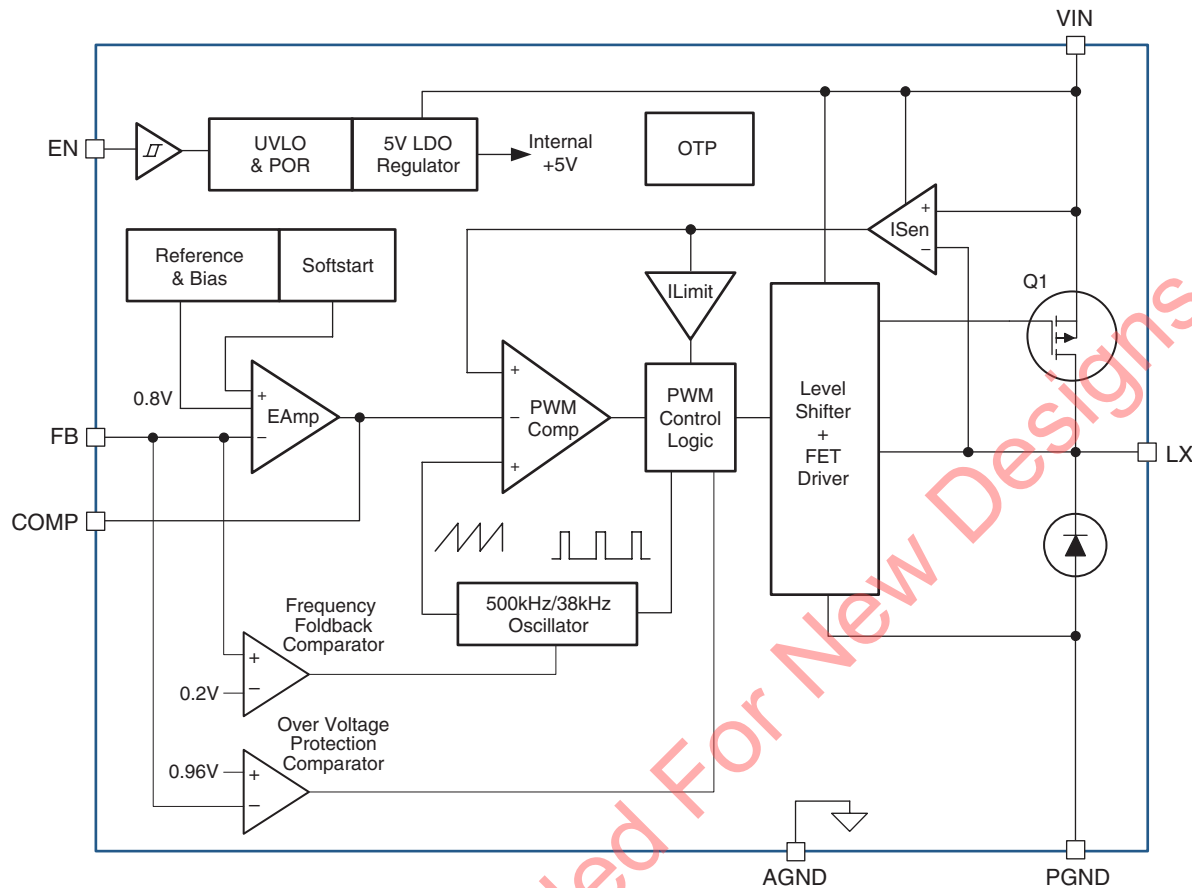 VIN
EN
UVLO
& POR
5V LDO
Regulator
Internal
+5V
OTP
+
ISen
−
Reference
& Bias
Softstart
ILimit
Q1
0.8V
+
EAmp
−
+
−
PWM
Comp
+
PWM
Control
Logic
Level
Shifter
+
FET
Driver
FB
LX
COMP
500kHz/38kHz
Oscillator
Frequency
Foldback
Comparator
+
0.2V
−
Over Voltage
Protection
Comparator
0.96V
+
−
AGND
PGND
For New Designs